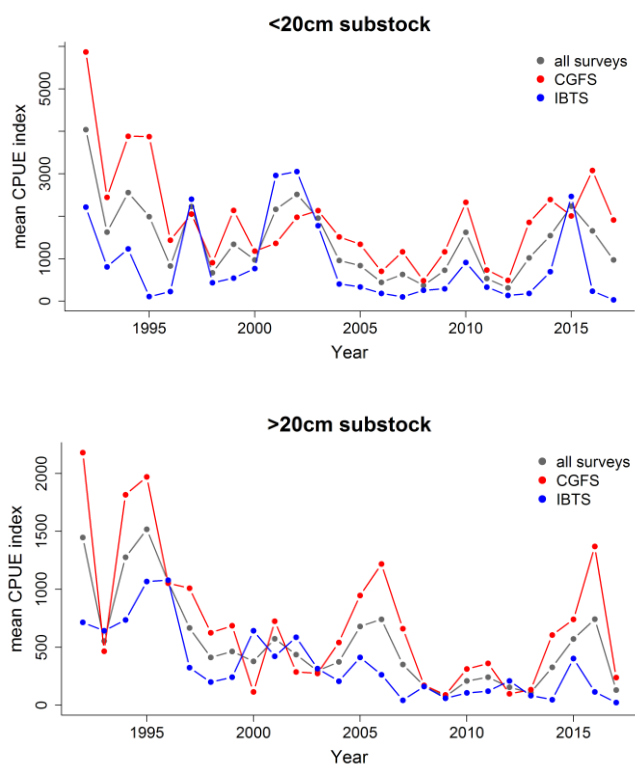 <20cm substock
mean CPUE index
5000
3000
1000
0
all surveys
CGFS
IBTS
1995
2000
2005
2010
2015
Year
>20cm substock
mean CPUE index
2000
1500
1000
500
0
all surveys
CGFS
IBTS
1995
2000
2005
2010
2015
Year